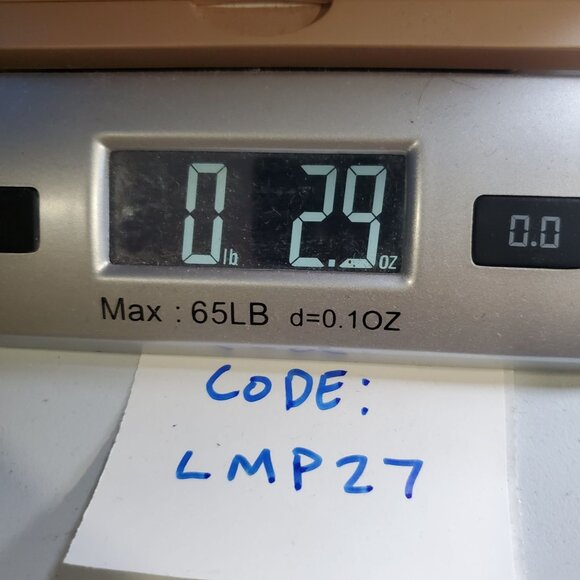 0 lb 2.9 oz
0.0
Max : 65LB d=0.1OZ
CODE:
LMP27